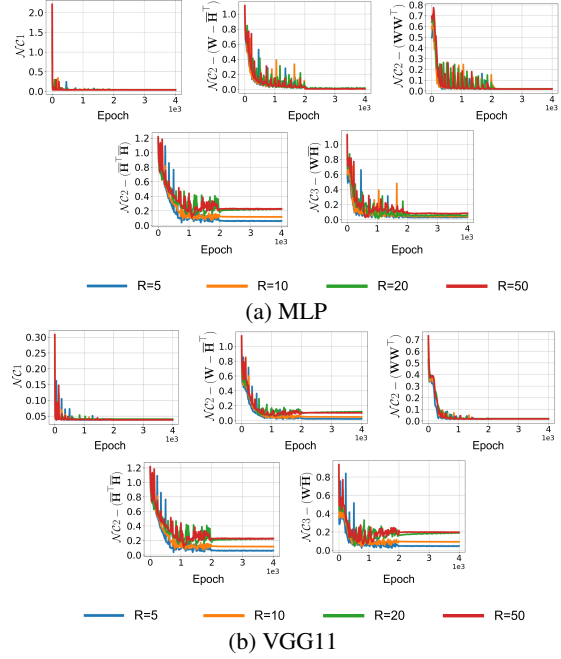 𝒩𝒞1
2.0
1.5
1.0
0.5
0.0
0 1 2 3 4
1e3
Epoch
𝒩𝒞2 − (W − H̅^⊤)
1.0
0.8
0.6
0.4
0.2
0.0
0 1 2 3 4
1e3
Epoch
𝒩𝒞2 − (WW^⊤)
0.7
0.6
0.5
0.4
0.3
0.2
0.1
0.0
0 1 2 3 4
1e3
Epoch
𝒩𝒞2 − (H̅^⊤H̅)
1.2
1.0
0.8
0.6
0.4
0.2
0.0
0 1 2 3 4
1e3
Epoch
𝒩𝒞3 − (WH̅)
1.0
0.8
0.6
0.4
0.2
0.0
0 1 2 3 4
1e3
Epoch
R=5 R=10 R=20 R=50
(a) MLP
𝒩𝒞1
0.30
0.25
0.20
0.15
0.10
0.05
0 1 2 3 4
1e3
Epoch
𝒩𝒞2 − (W − H̅^⊤)
1.0
0.8
0.6
0.4
0.2
0.0
0 1 2 3 4
1e3
Epoch
𝒩𝒞2 − (WW^⊤)
0.7
0.6
0.5
0.4
0.3
0.2
0.1
0.0
0 1 2 3 4
1e3
Epoch
𝒩𝒞2 − (H̅^⊤H̅)
1.2
1.0
0.8
0.6
0.4
0.2
0.0
0 1 2 3 4
1e3
Epoch
𝒩𝒞3 − (WH̅)
0.8
0.6
0.4
0.2
0.0
0 1 2 3 4
1e3
Epoch
R=5 R=10 R=20 R=50
(b) VGG11